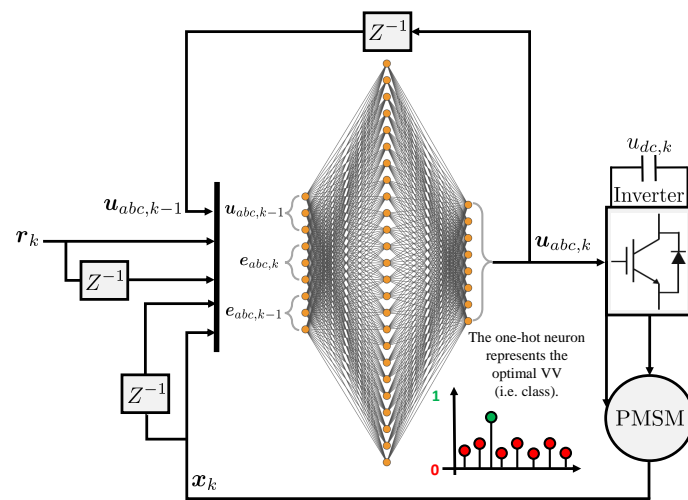 Z⁻¹
u_{dc,k}
Inverter
u_{abc,k−1}
u_{abc,k−1}
r_k
e_{abc,k}
u_{abc,k}
Z⁻¹
e_{abc,k−1}
The one-hot neuron
represents the
optimal VV
(i.e. class).
Z⁻¹
1
PMSM
0
x_k